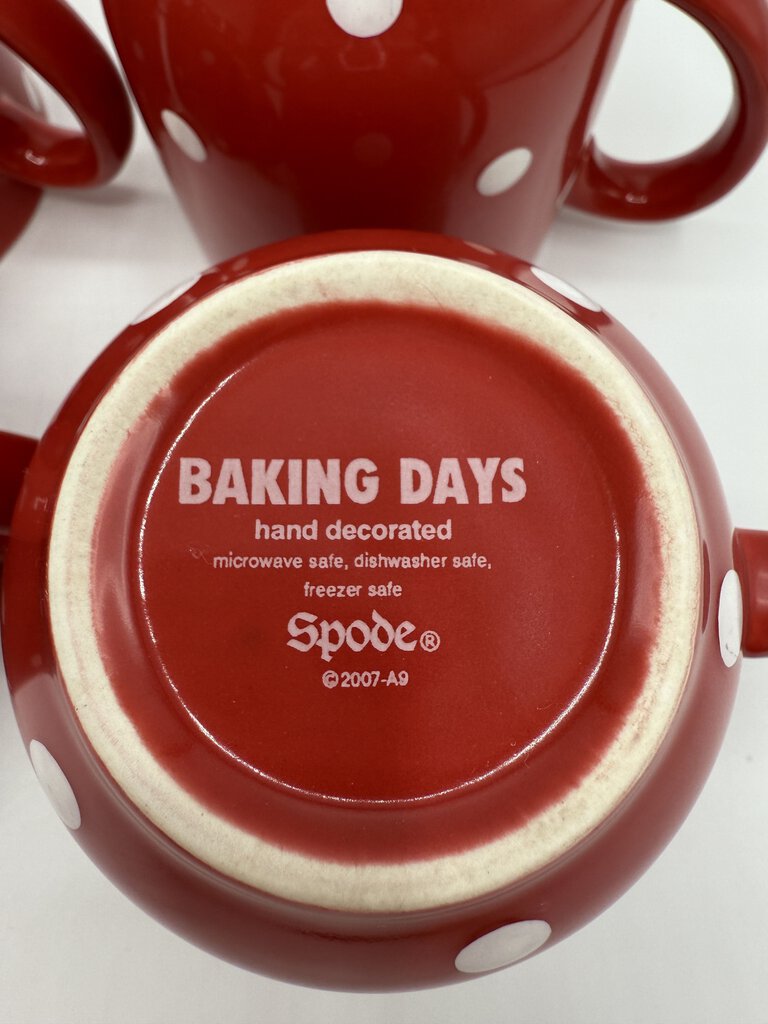 BAKING DAYS
hand decorated
microwave safe, dishwasher safe,
freezer safe
Spode®
©2007-A9